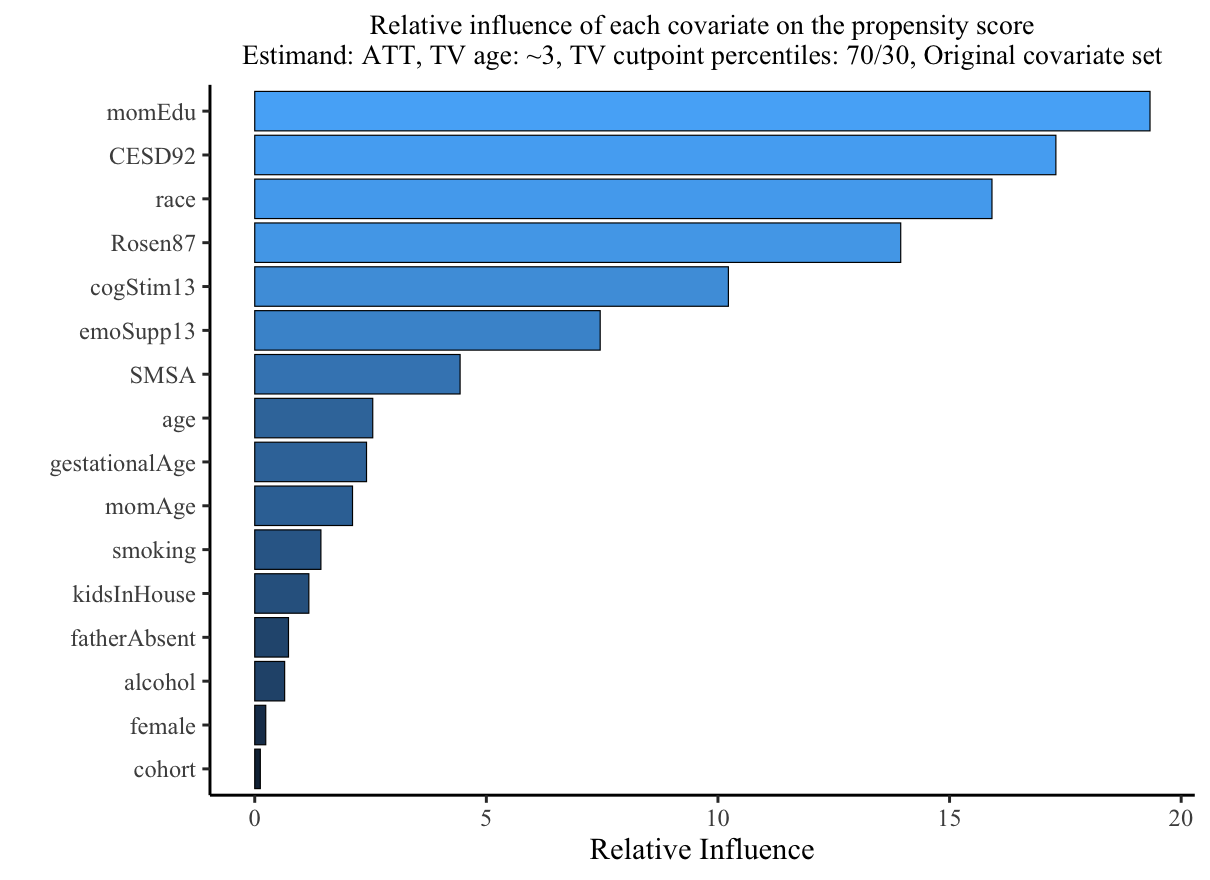 Relative influence of each covariate on the propensity score
Estimand: ATT, TV age: ~3, TV cutpoint percentiles: 70/30, Original covariate set
momEdu
CESD92
race
Rosen87
cogStim13
emoSupp13
SMSA
age
gestationalAge
momAge
smoking
kidsInHouse
fatherAbsent
alcohol
female
cohort
0 5 10 15 20
Relative Influence